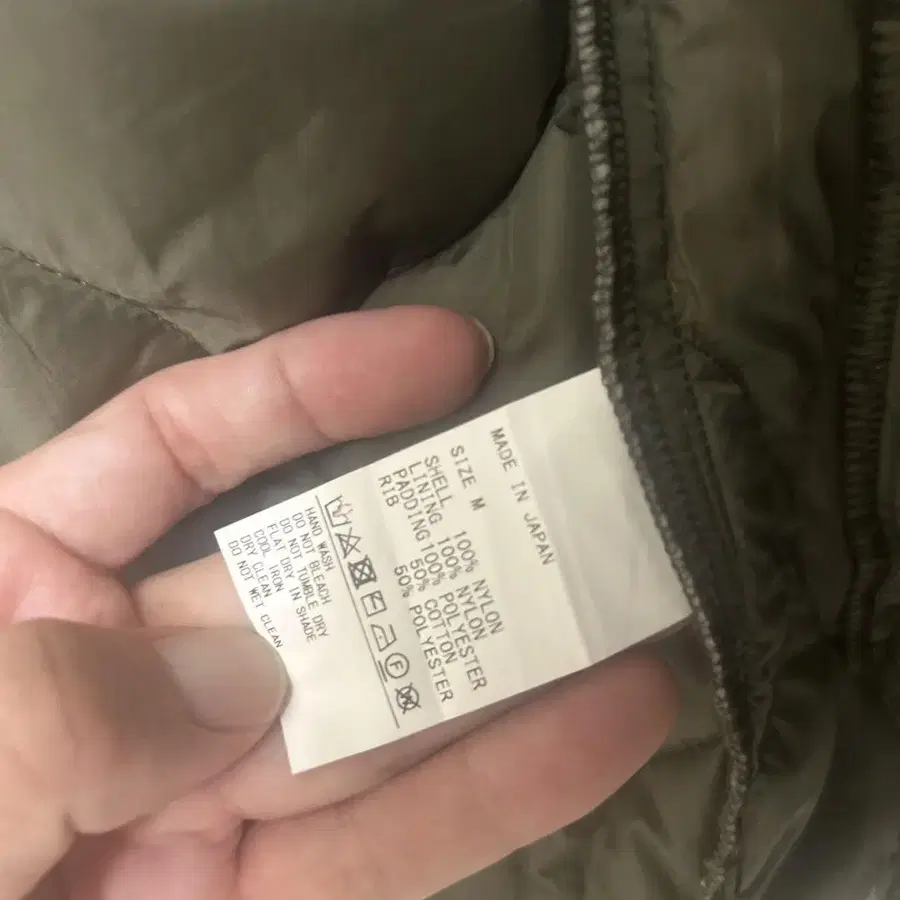 MADE IN JAPAN
SIZE M
SHELL 100% NYLON
LINING 100% NYLON
PADDING 100% POLYESTER
RIB 50% COTTON
50% POLYESTER
HAND WASH
DO NOT BLEACH
DO NOT TUMBLE DRY
FLAT DRY IN SHADE
COOL IRON
DRY CLEAN
DO NOT WET CLEAN